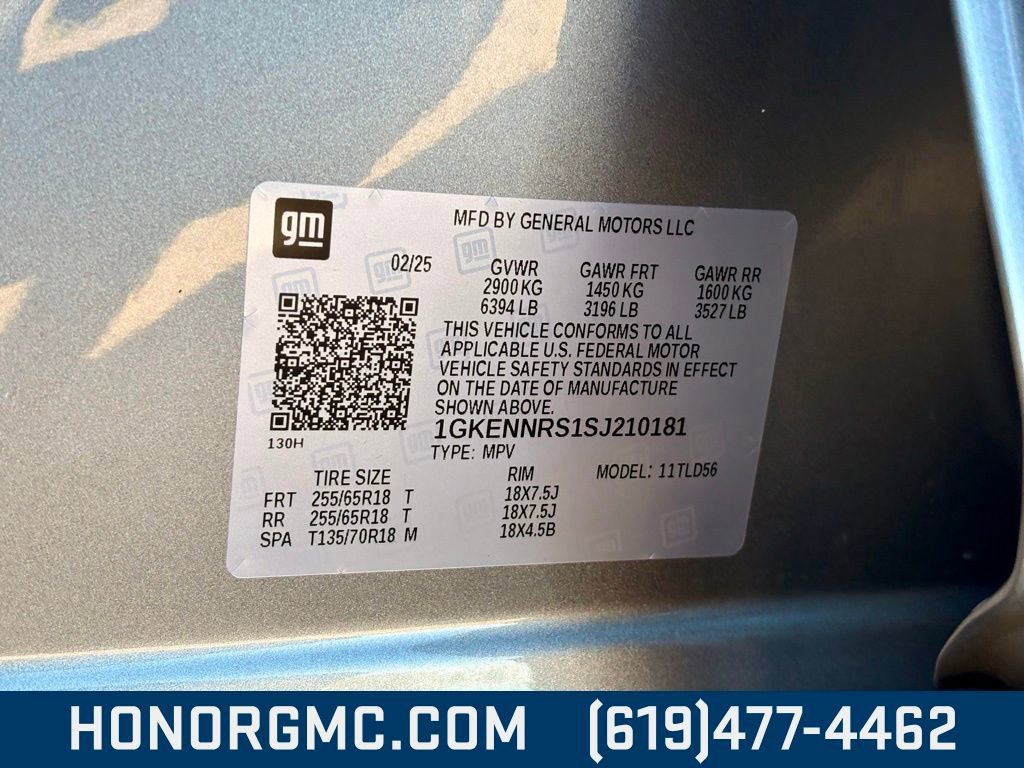 gm
MFD BY GENERAL MOTORS LLC
02/25 GVWR GAWR FRT GAWR RR
2900 KG 1450 KG 1600 KG
6394 LB 3196 LB 3527 LB
THIS VEHICLE CONFORMS TO ALL
APPLICABLE U.S. FEDERAL MOTOR
VEHICLE SAFETY STANDARDS IN EFFECT
ON THE DATE OF MANUFACTURE
SHOWN ABOVE.
1GKENNRS1SJ210181
130H
TYPE: MPV MODEL: 11TLD56
TIRE SIZE RIM
FRT 255/65R18 T 18X7.5J
RR 255/65R18 T 18X7.5J
SPA T135/70R18 M 18X4.5B
HONORGMC.COM (619)477-4462